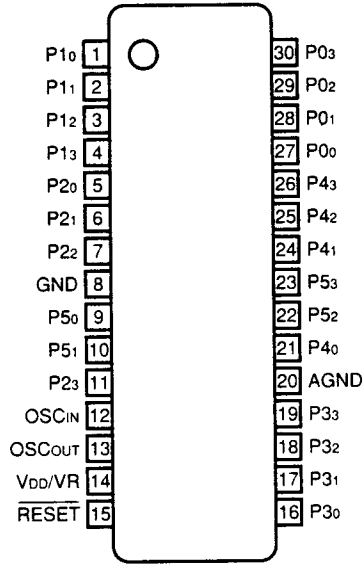 P10 1 30 P03
P11 2 29 P02
P12 3 28 P01
P13 4 27 P00
P20 5 26 P43
P21 6 25 P42
P22 7 24 P41
GND 8 23 P53
P50 9 22 P52
P51 10 21 P40
P23 11 20 AGND
OSCIN 12 19 P33
OSCOUT 13 18 P32
VDD/VR 14 17 P31
RESET 15 16 P30